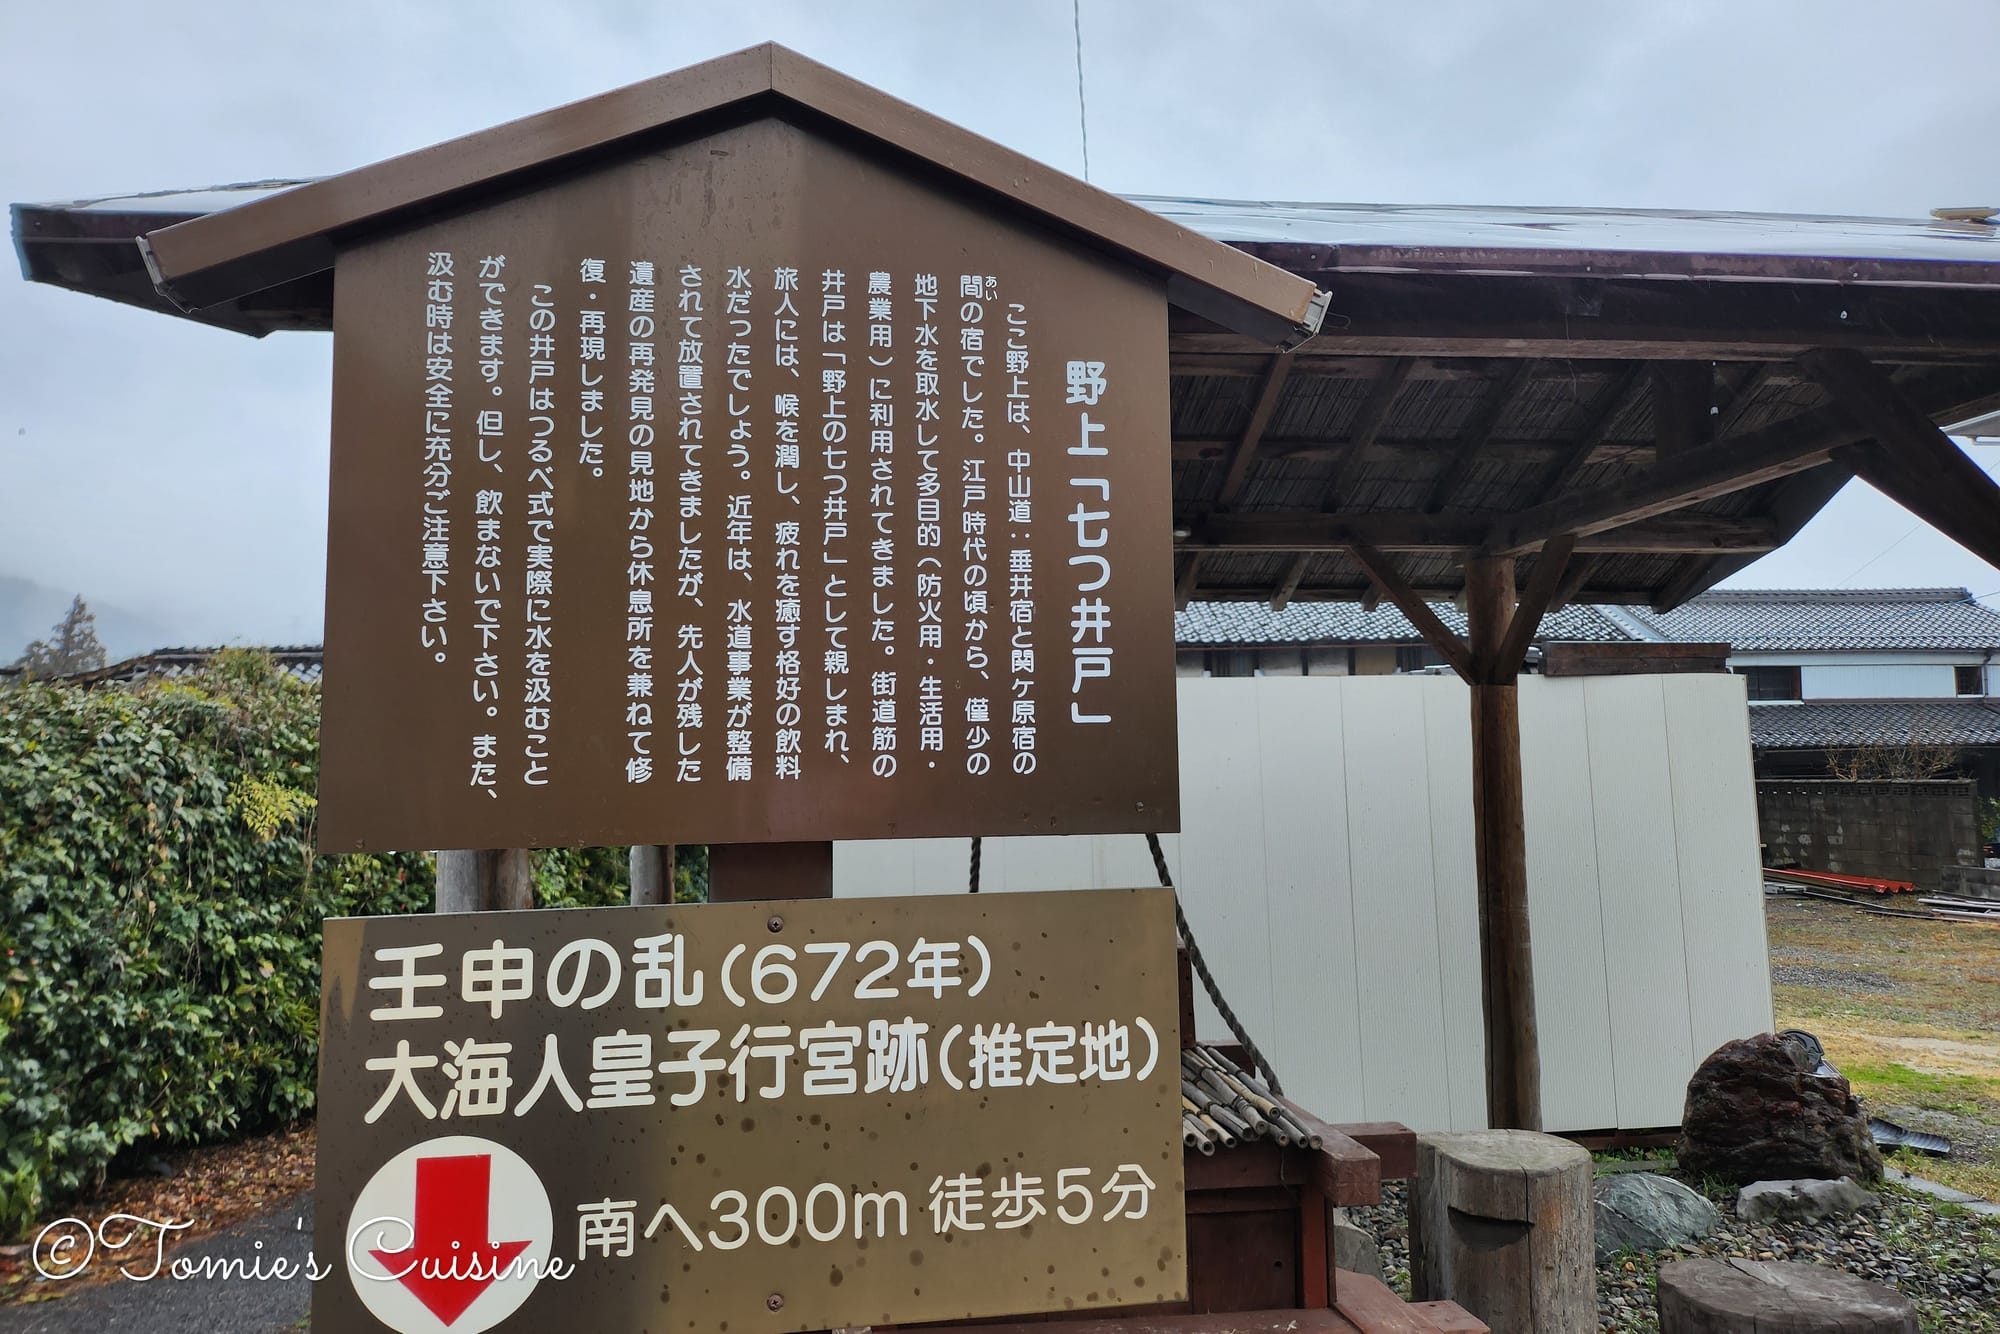 野上「七つ井戸」
ここ野上は、中山道：垂井宿と関ヶ原宿の
間の宿でした。江戸時代の頃から、僅少の
あい
地下水を取水して多目的（防火用・生活用・
農業用）に利用されてきました。街道筋の
井戸は「野上の七つ井戸」として親しまれ、
旅人には、喉を潤し、疲れを癒す格好の飲料
水だったでしょう。近年は、水道事業が整備
されて放置されてきましたが、先人が残した
遺産の再発見の見地から休息所を兼ねて修
復・再現しました。
この井戸はつるべ式で実際に水を汲むこと
ができます。但し、飲まないで下さい。また、
汲む時は安全に充分ご注意下さい。
壬申の乱（672年）
大海人皇子行宮跡（推定地）
南へ300m 徒歩5分
©Tomie's Cuisine